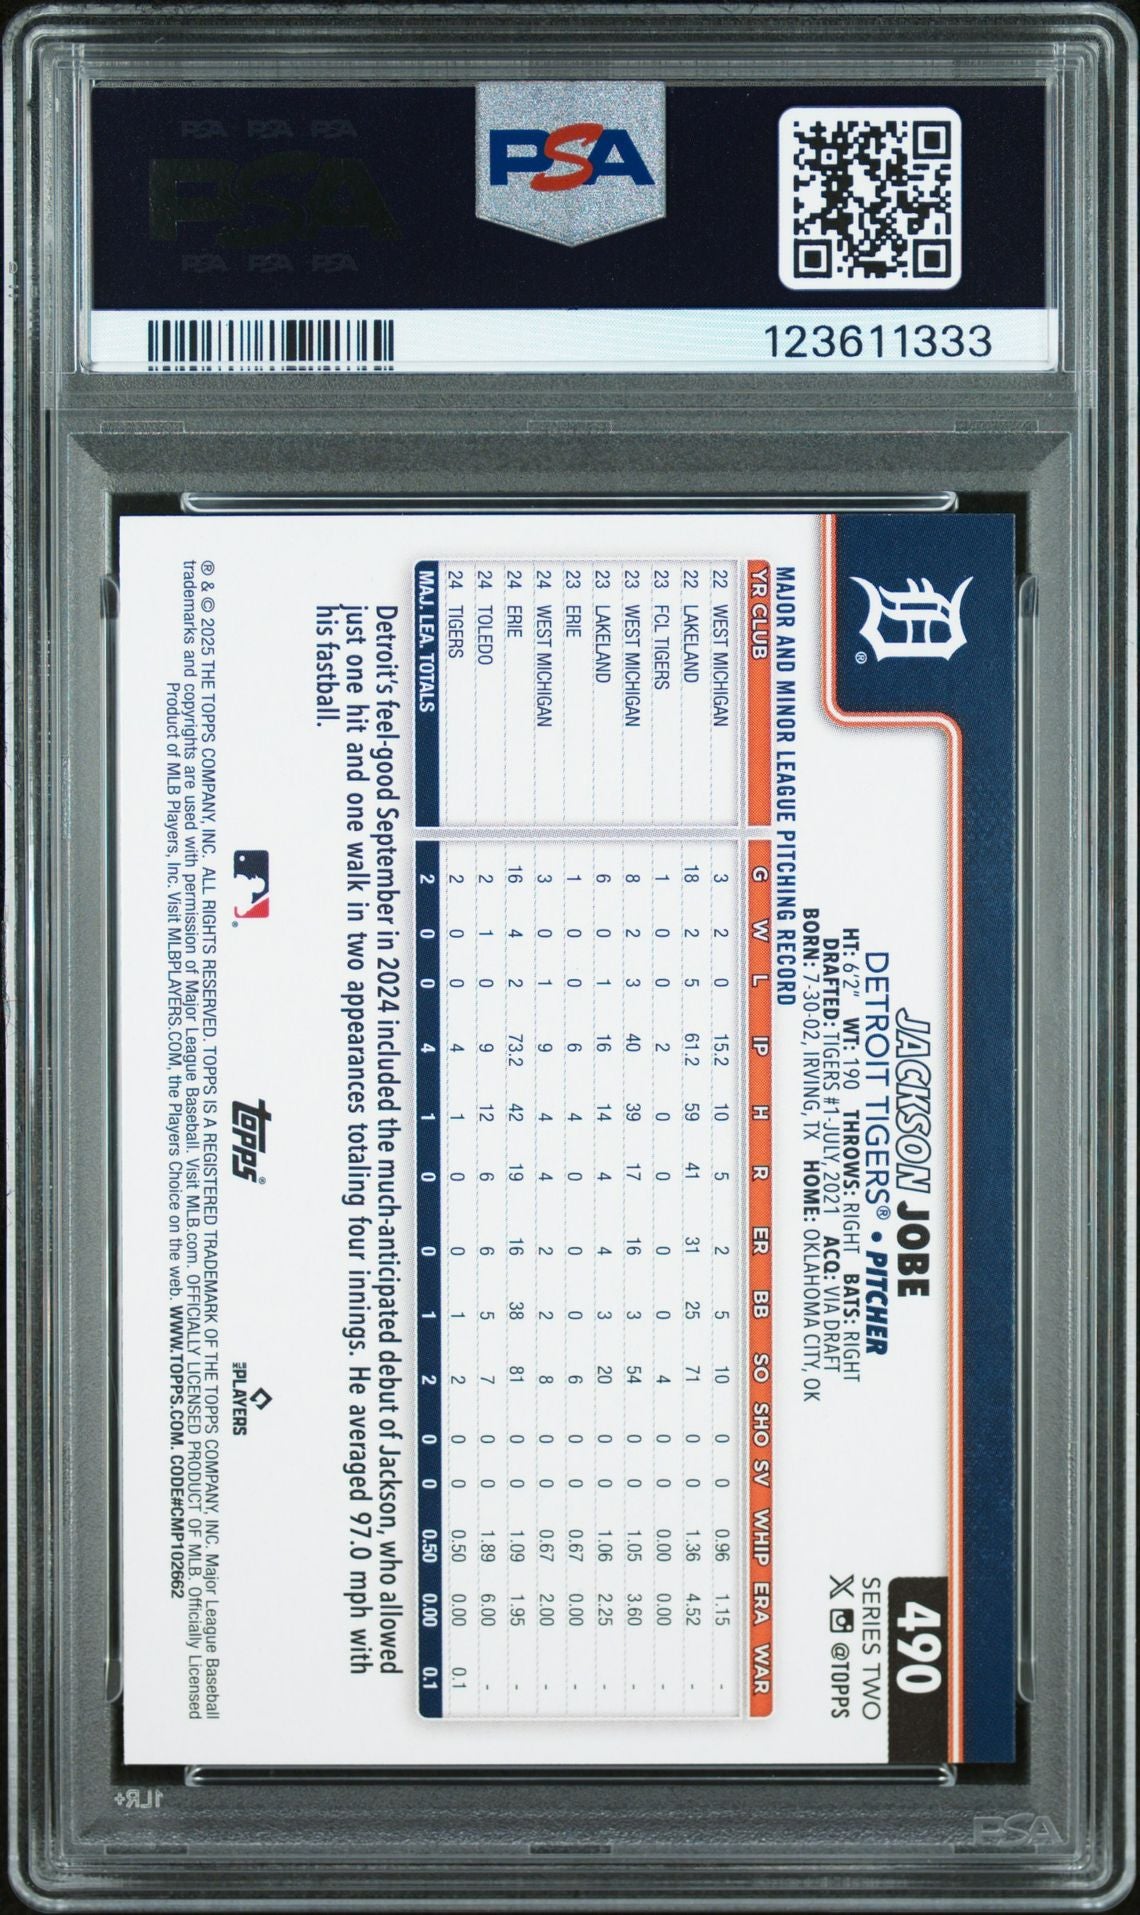 PSA PSA PSA
PSA
PSA PSA PSA
PSA
123611333
490
SERIES TWO
@TOPPS
JACKSON JOBE
DETROIT TIGERS® • PITCHER
HT: 6'2" WT: 190 THROWS: RIGHT BATS: RIGHT
DRAFTED: TIGERS #1-JULY, 2021 ACQ: VIA DRAFT
BORN: 7-30-02, IRVING, TX HOME: OKLAHOMA CITY, OK
D®
MAJOR AND MINOR LEAGUE PITCHING RECORD
YR CLUB G W L IP H R ER BB SO SHO SV WHIP ERA WAR
22 WEST MICHIGAN 3 2 0 15.2 10 5 2 5 10 0 0 0.96 1.15 -
22 LAKELAND 18 2 5 61.2 59 41 31 25 71 0 0 1.36 4.52 -
23 FCL TIGERS 1 0 0 2 0 0 0 0 4 0 0 0.00 0.00 -
23 WEST MICHIGAN 8 2 3 40 39 17 16 3 54 0 0 1.05 3.60 -
23 LAKELAND 6 0 1 16 14 4 4 3 20 0 0 1.06 2.25 -
23 ERIE 1 0 0 6 4 0 0 0 6 0 0 0.67 0.00 -
24 WEST MICHIGAN 3 0 1 9 4 4 2 2 8 0 0 0.67 2.00 -
24 ERIE 16 4 2 73.2 42 19 16 38 81 0 0 1.09 1.95 -
24 TOLEDO 2 1 0 9 12 6 6 5 7 0 0 1.89 6.00 -
24 TIGERS 2 0 0 4 1 0 0 1 2 0 0 0.50 0.00 0.1
MAJ. LEA. TOTALS 2 0 0 4 1 0 0 1 2 0 0 0.50 0.00 0.1
Detroit's feel-good September in 2024 included the much-anticipated debut of Jackson, who allowed
just one hit and one walk in two appearances totaling four innings. He averaged 97.0 mph with
his fastball.
topps®
PLAYERS
® & © 2025 THE TOPPS COMPANY, INC. ALL RIGHTS RESERVED. TOPPS IS A REGISTERED TRADEMARK OF THE TOPPS COMPANY, INC. Major League Baseball
trademarks and copyrights are used with permission of Major League Baseball. Visit MLB.com. OFFICIALLY LICENSED PRODUCT OF MLB. Officially Licensed
Product of MLB Players, Inc. Visit MLBPLAYERS.COM, the Players Choice on the web. WWW.TOPPS.COM. CODE#CMP102662
1LR+
PSA